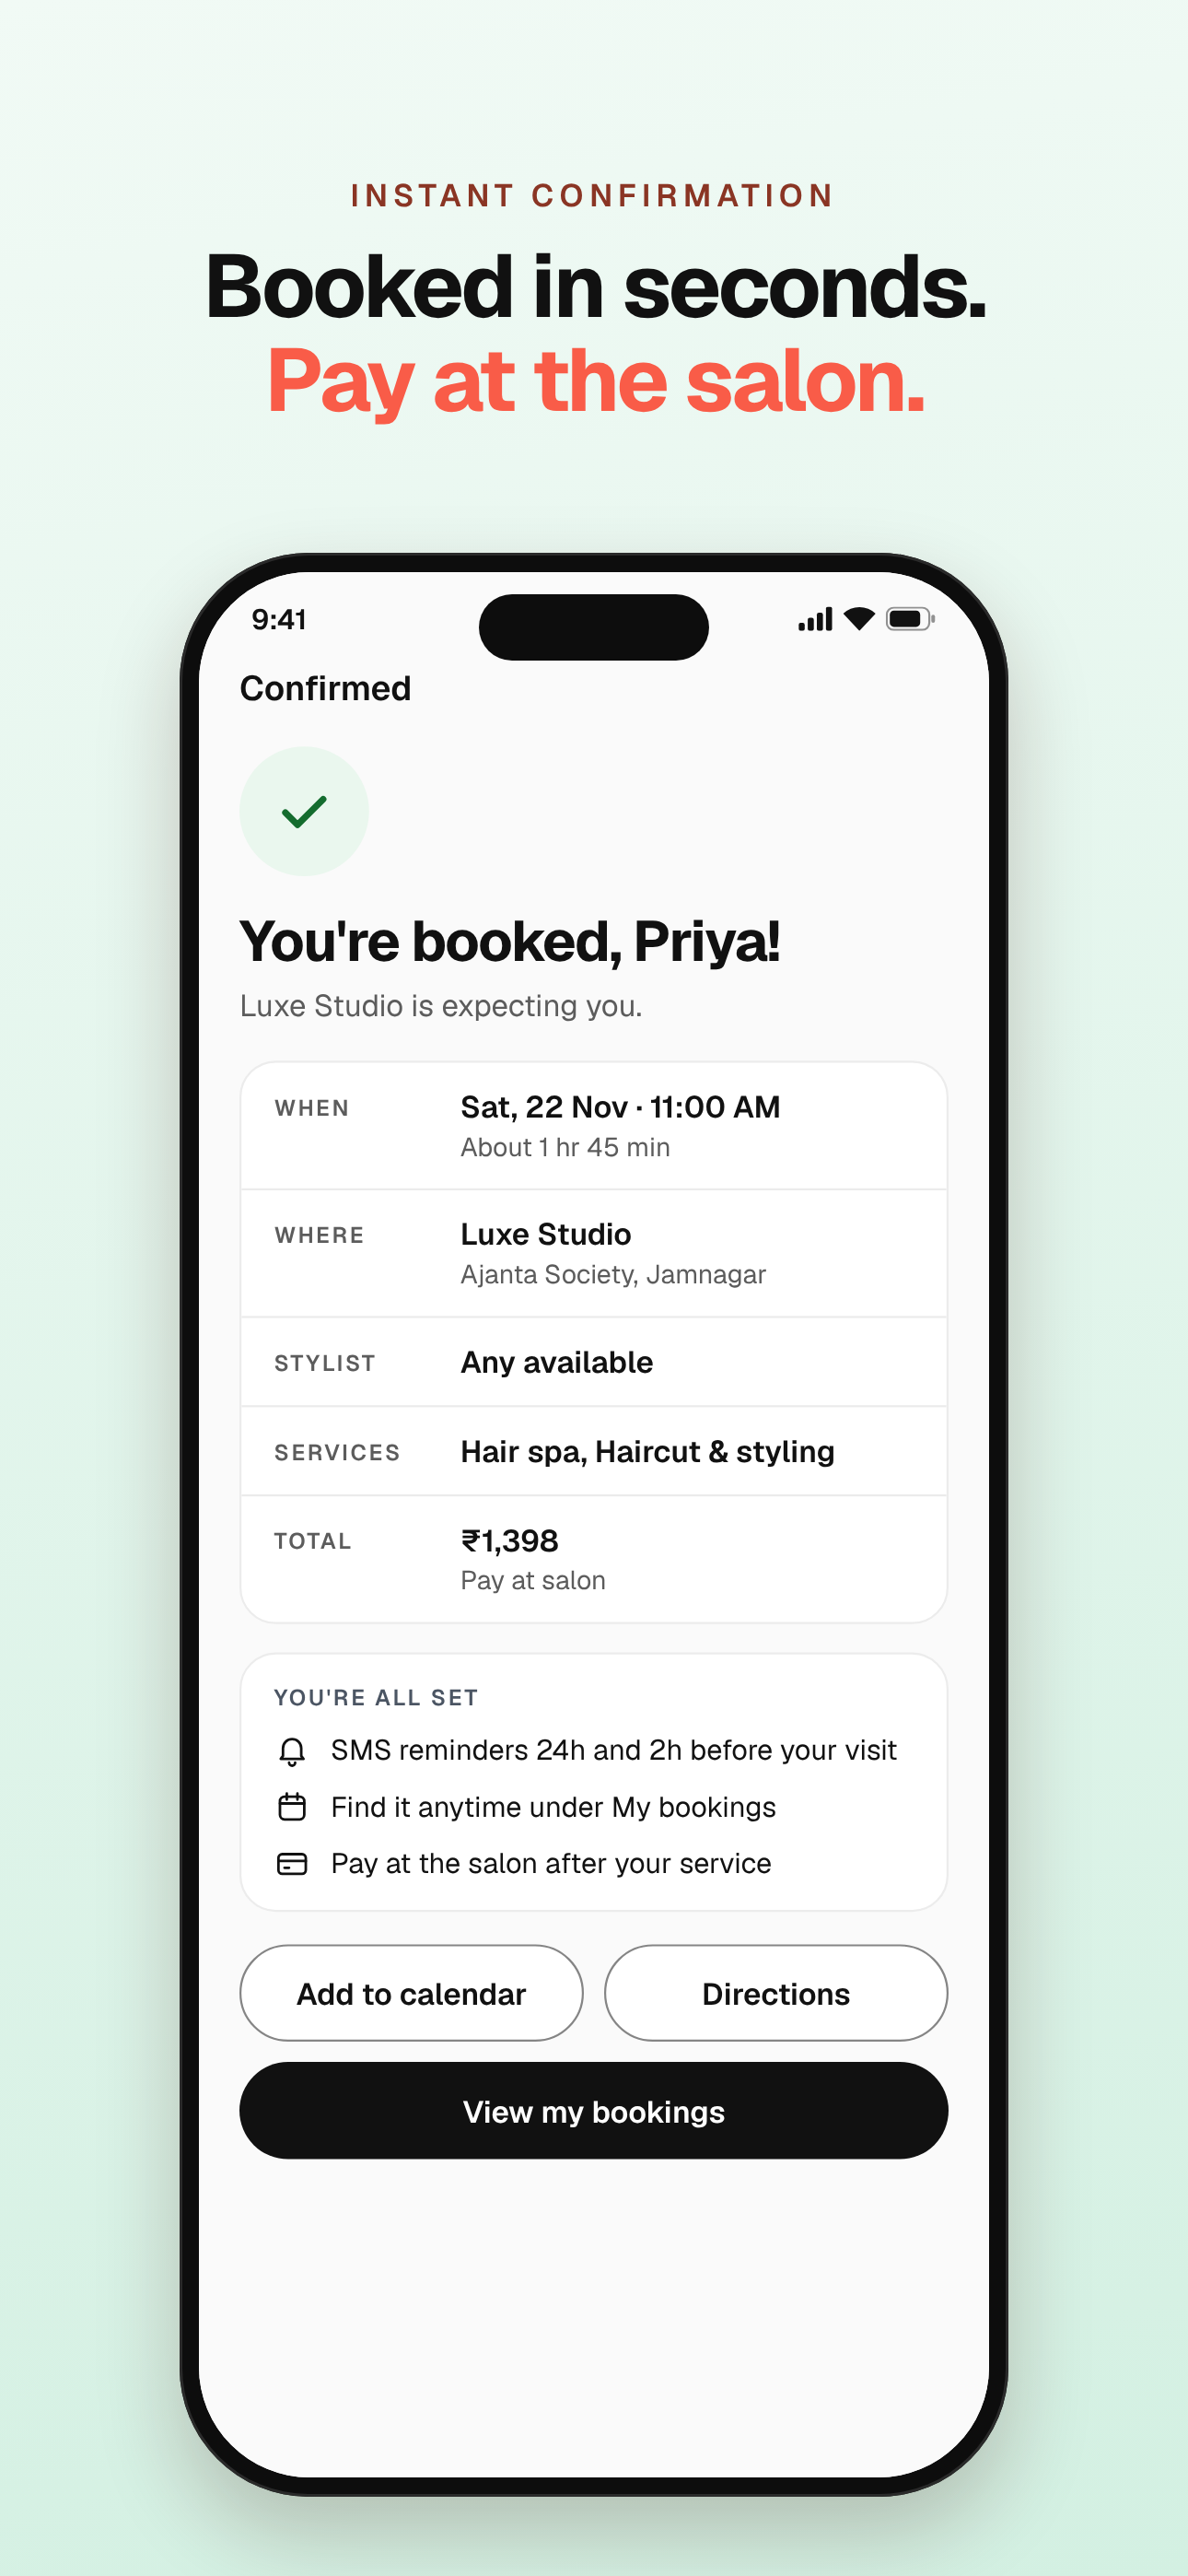 INSTANT CONFIRMATION
Booked in seconds.
Pay at the salon.
9:41
Confirmed
You're booked, Priya!
Luxe Studio is expecting you.
WHEN
Sat, 22 Nov · 11:00 AM
About 1 hr 45 min
WHERE
Luxe Studio
Ajanta Society, Jamnagar
STYLIST
Any available
SERVICES
Hair spa, Haircut & styling
TOTAL
₹1,398
Pay at salon
YOU'RE ALL SET
SMS reminders 24h and 2h before your visit
Find it anytime under My bookings
Pay at the salon after your service
Add to calendar
Directions
View my bookings